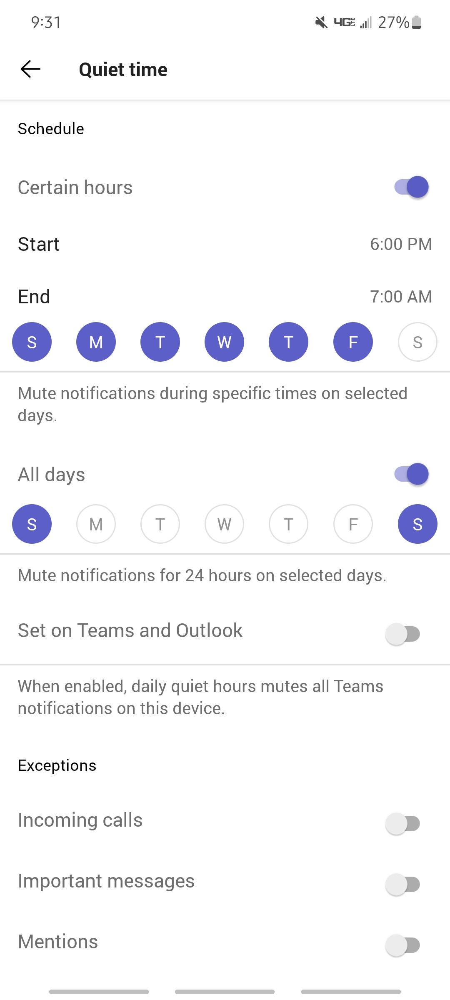 9:31 4G LTE 27%
Quiet time
Schedule
Certain hours
Start 6:00 PM
End 7:00 AM
S M T W T F S
Mute notifications during specific times on selected
days.
All days
S M T W T F S
Mute notifications for 24 hours on selected days.
Set on Teams and Outlook
When enabled, daily quiet hours mutes all Teams
notifications on this device.
Exceptions
Incoming calls
Important messages
Mentions